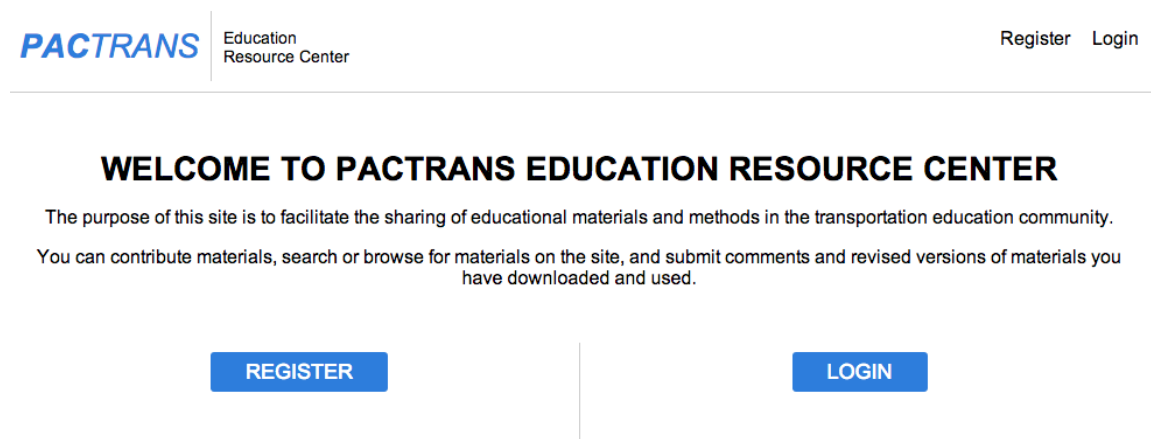 PACTRANS
Education
Resource Center
Register
Login
WELCOME TO PACTRANS EDUCATION RESOURCE CENTER
The purpose of this site is to facilitate the sharing of educational materials and methods in the transportation education community.
You can contribute materials, search or browse for materials on the site, and submit comments and revised versions of materials you
have downloaded and used.
REGISTER
LOGIN